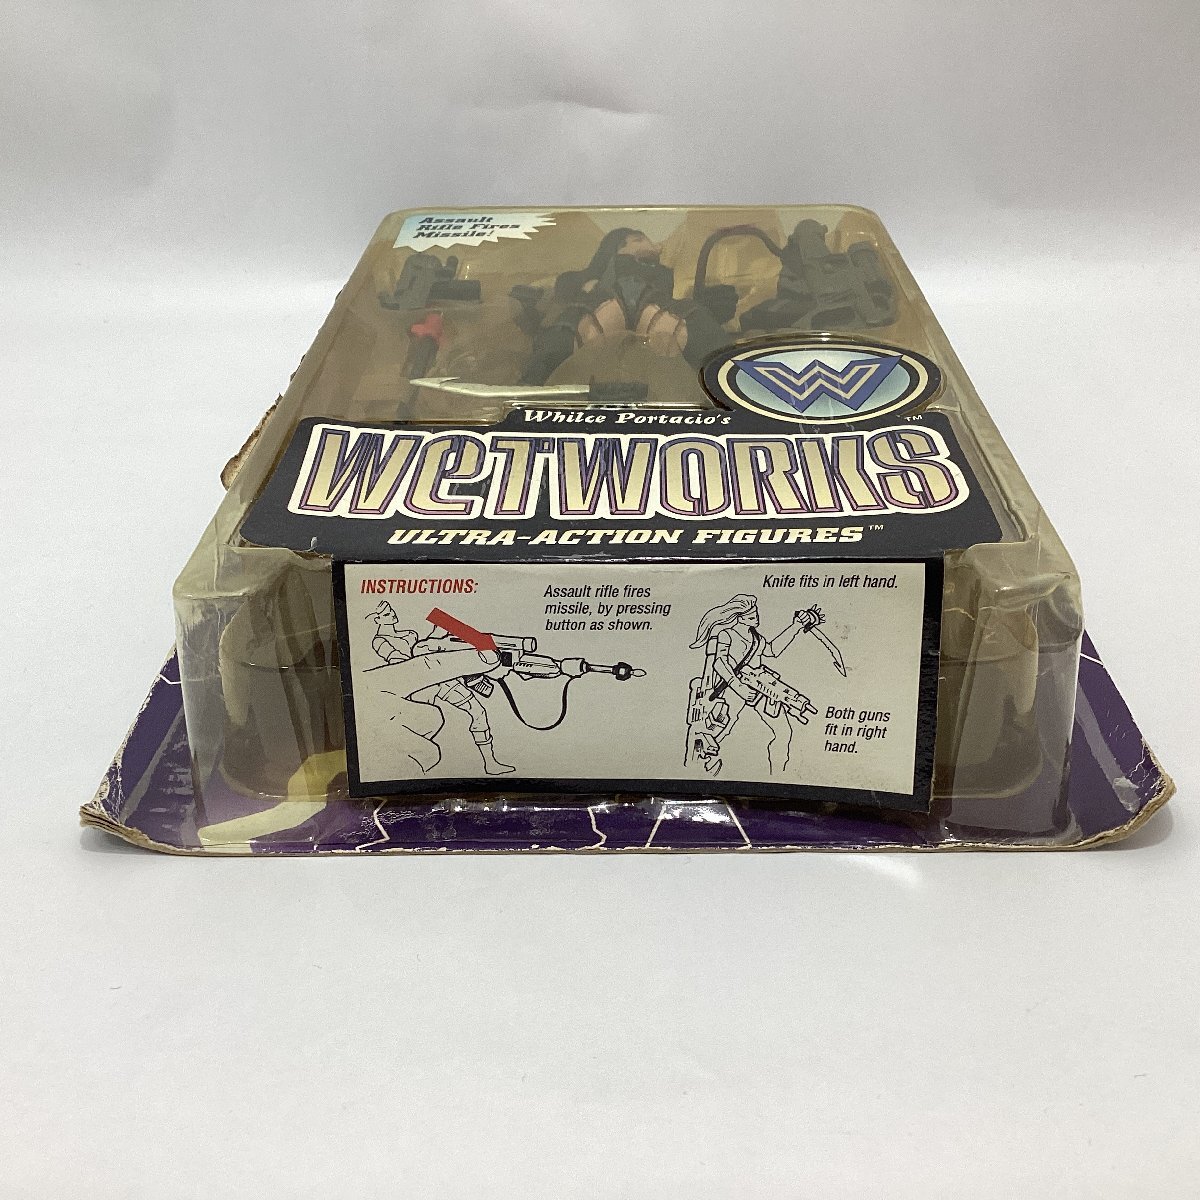 Assault
Rifle Fires
Missile!
W
Whilce Portacio's
WETWORKS
TM
ULTRA-ACTION FIGURES™
INSTRUCTIONS:
Assault rifle fires
missile, by pressing
button as shown.
Knife fits in left hand.
Both guns
fit in right
hand.